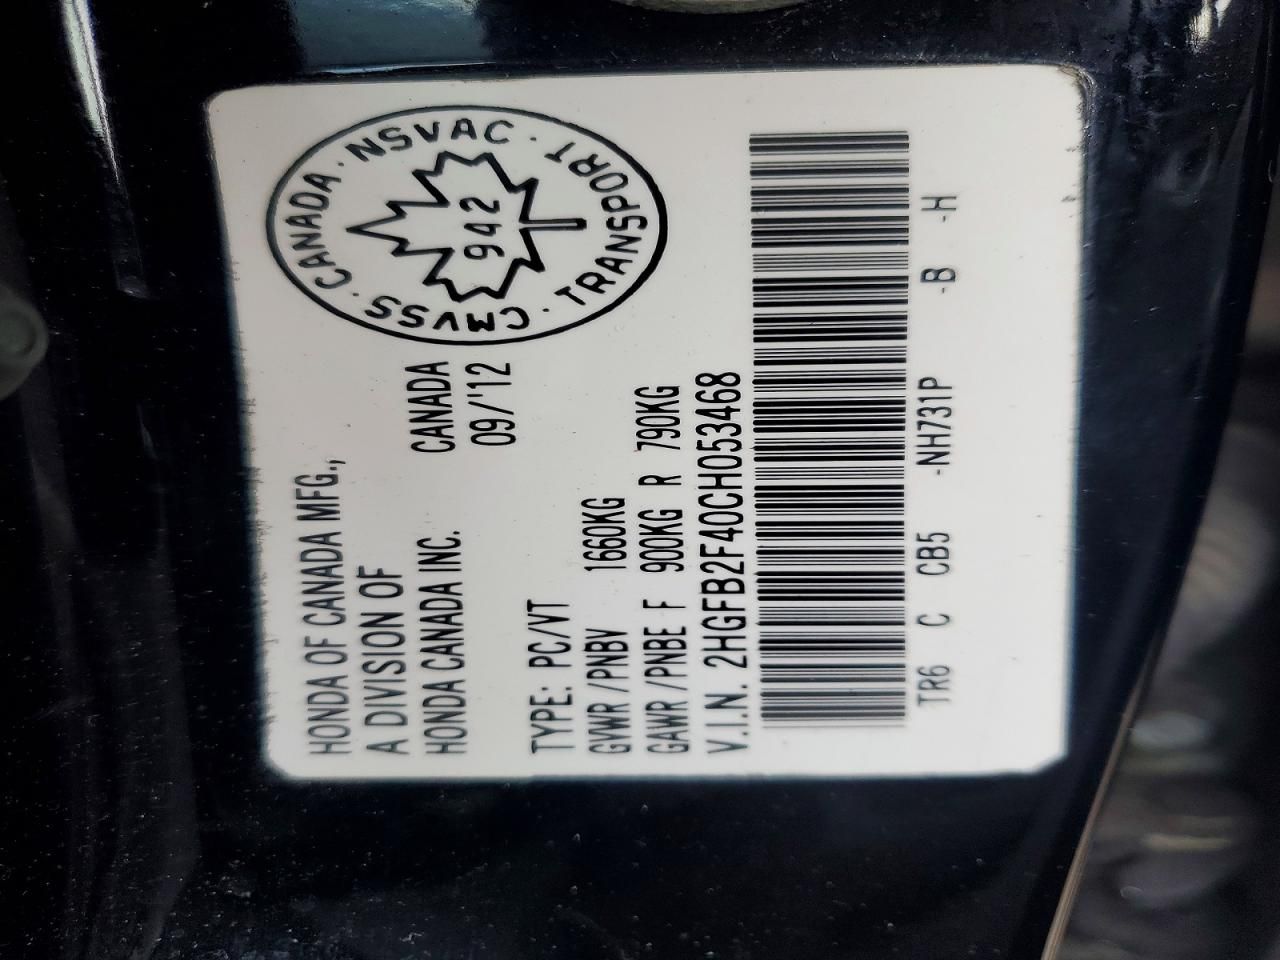 HONDA OF CANADA MFG.,
A DIVISION OF CANADA
HONDA CANADA INC. 09/'12
CANADA · NSVAC · TRANSPORT · CMVSS ·
942
TYPE: PC/VT
GVWR /PNBV 1660KG
GAWR /PNBE F 900KG R 790KG
V.I.N. 2HGFB2F40CH053468
TR6 C CB5 -NH731P -B -H